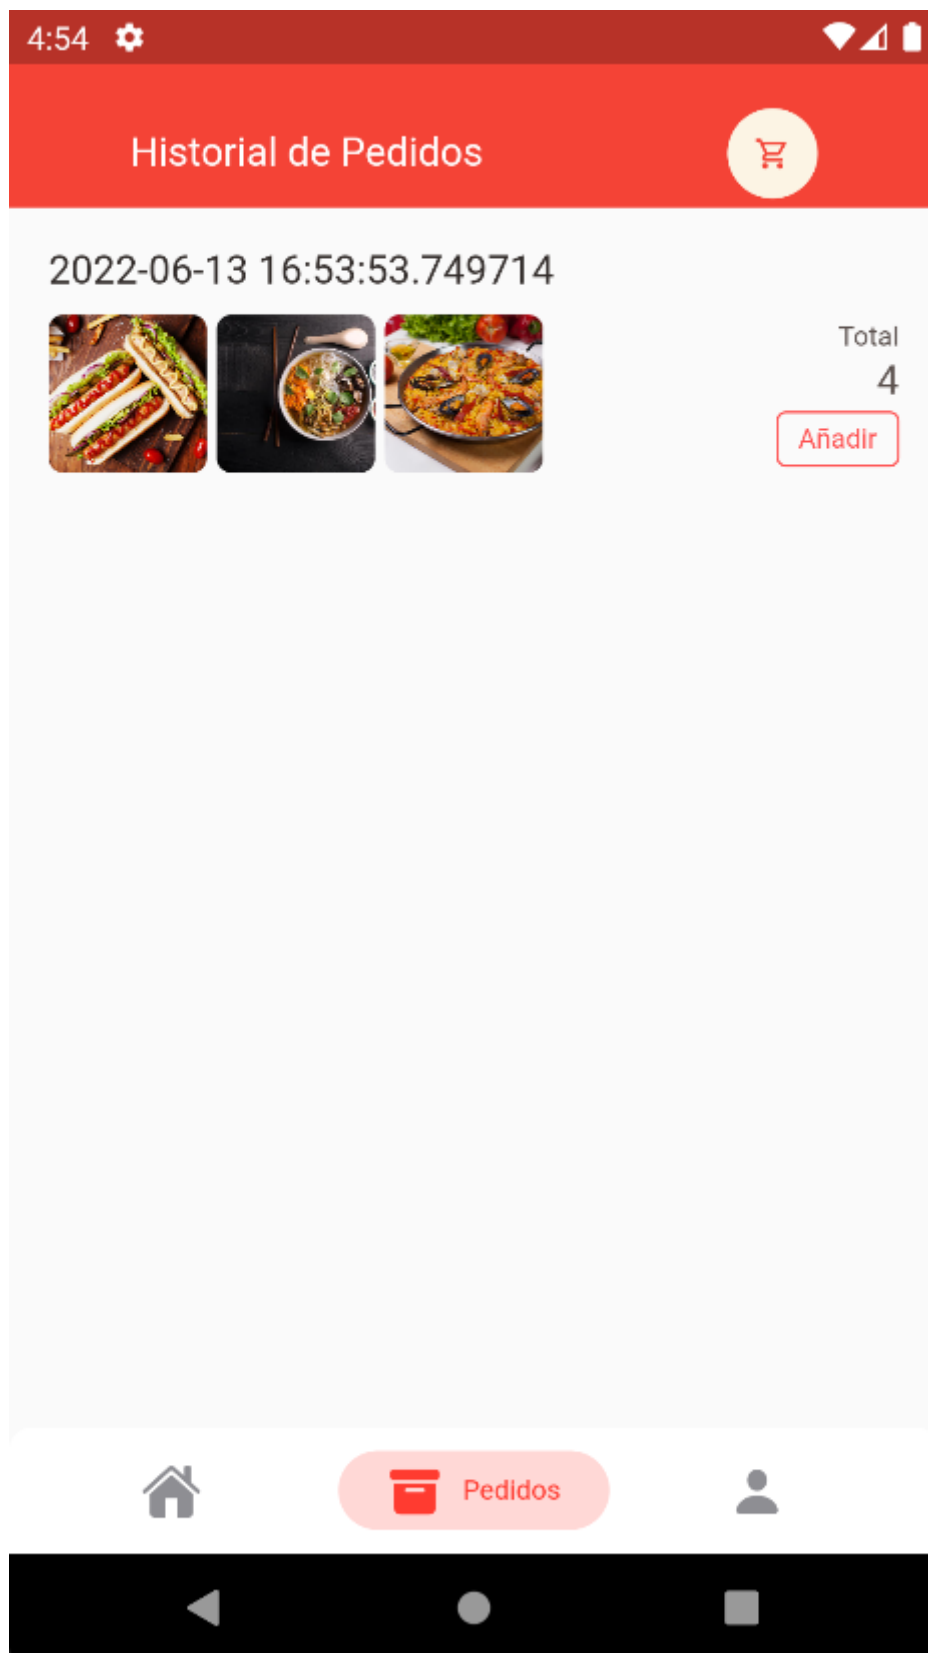 4:54
Historial de Pedidos
2022-06-13 16:53:53.749714
Total
4
Añadir
Pedidos